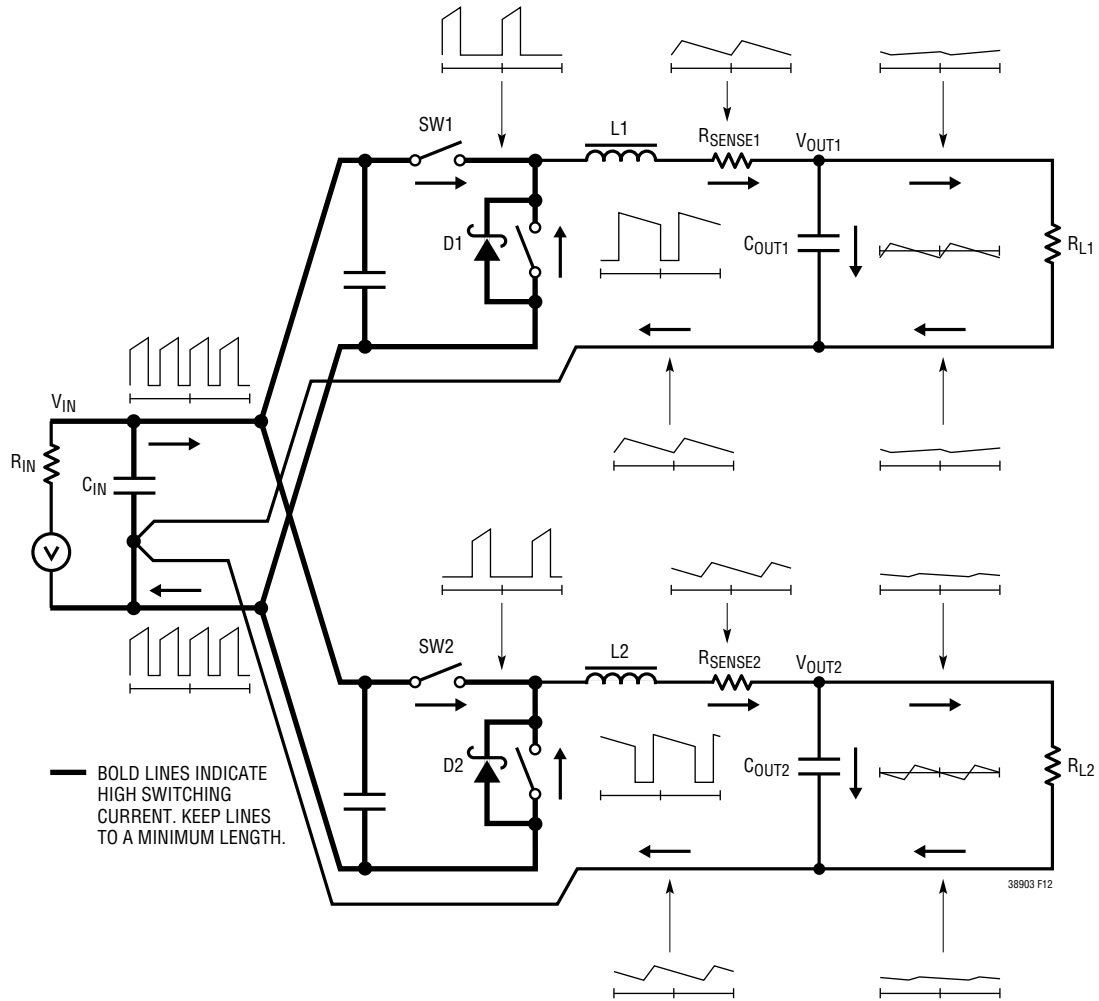 SW1
L1
RSENSE1
VOUT1
D1
COUT1
RL1
VIN
RIN
CIN
V
SW2
L2
RSENSE2
VOUT2
D2
COUT2
RL2
BOLD LINES INDICATE
HIGH SWITCHING
CURRENT. KEEP LINES
TO A MINIMUM LENGTH.
38903 F12